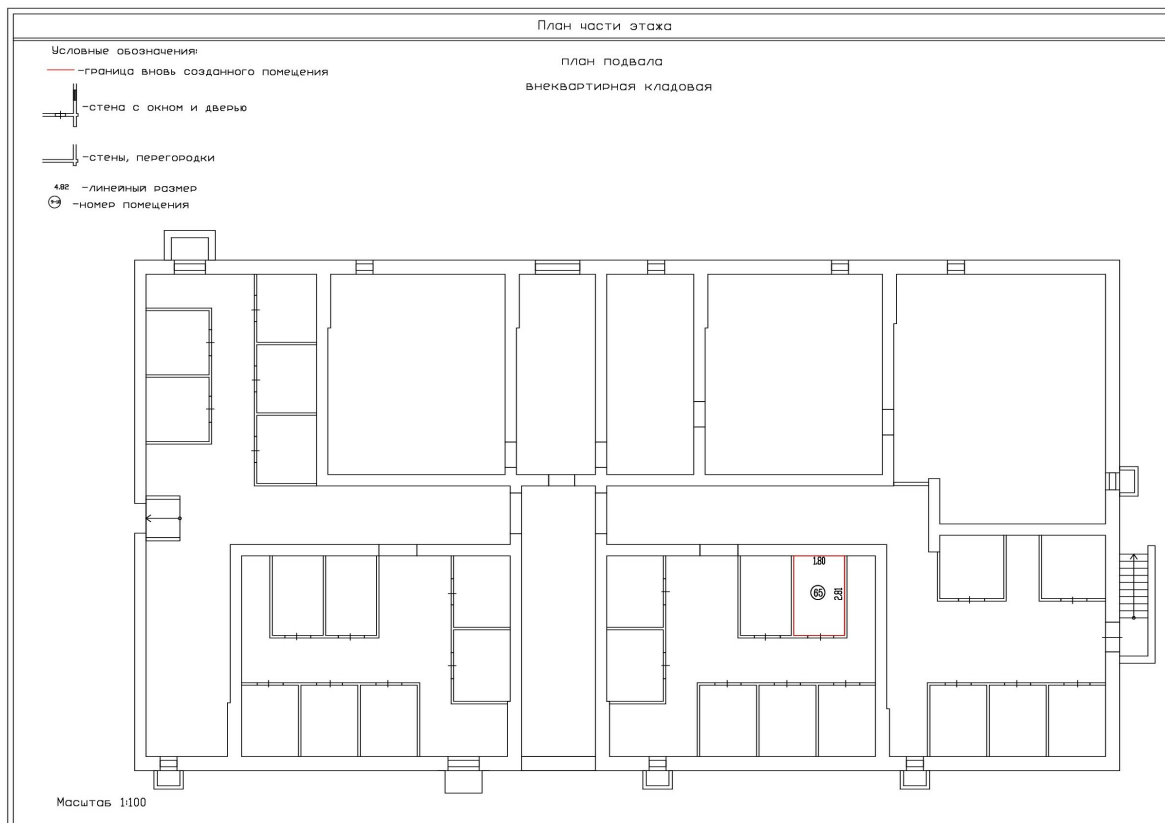 План части этажа
Условные обозначения:
план подвала
-граница вновь созданного помещения
внеквартирная кладовая
-стена с окном и дверью
-стены, перегородки
4.82 -линейный размер
-номер помещения
1.80
65
2.81
Масштаб 1:100